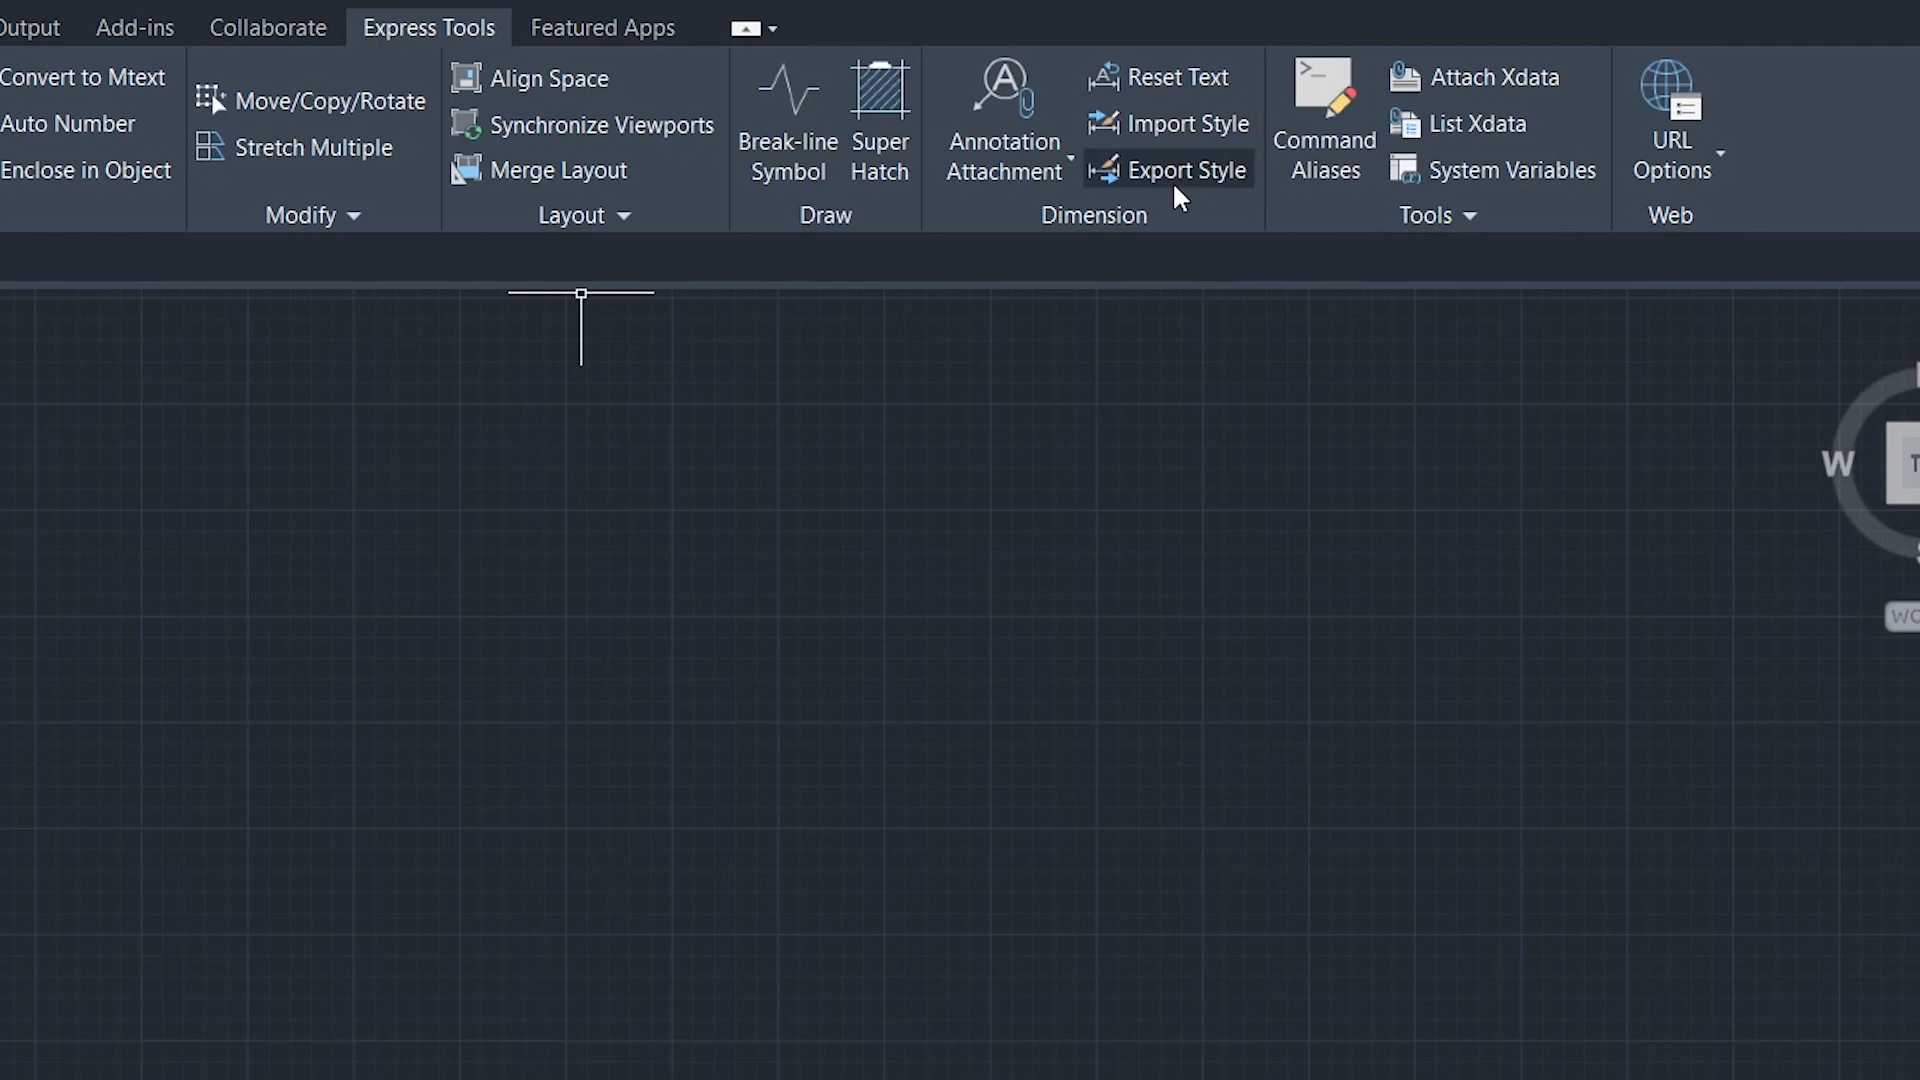 Output Add-ins Collaborate Express Tools Featured Apps
Convert to Mtext
Auto Number
Enclose in Object
Move/Copy/Rotate
Stretch Multiple
Modify
Align Space
Synchronize Viewports
Merge Layout
Layout
Break-line
Symbol
Super
Hatch
Draw
Annotation
Attachment
Reset Text
Import Style
Export Style
Dimension
Command
Aliases
Attach Xdata
List Xdata
System Variables
Tools
URL
Options
Web
W